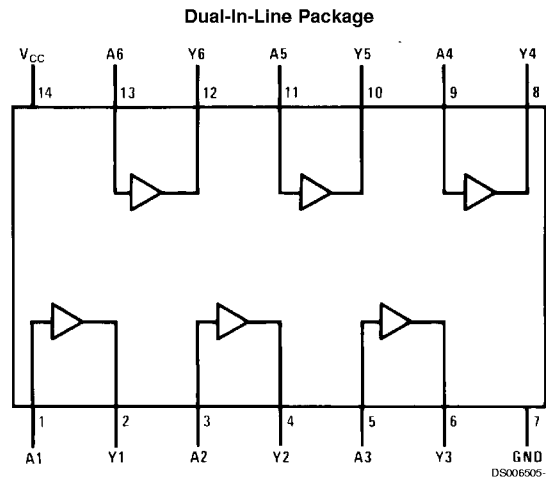 Dual-In-Line Package
VCC A6 Y6 A5 Y5 A4 Y4
14 13 12 11 10 9 8
1 2 3 4 5 6 7
A1 Y1 A2 Y2 A3 Y3 GND
DS006505-